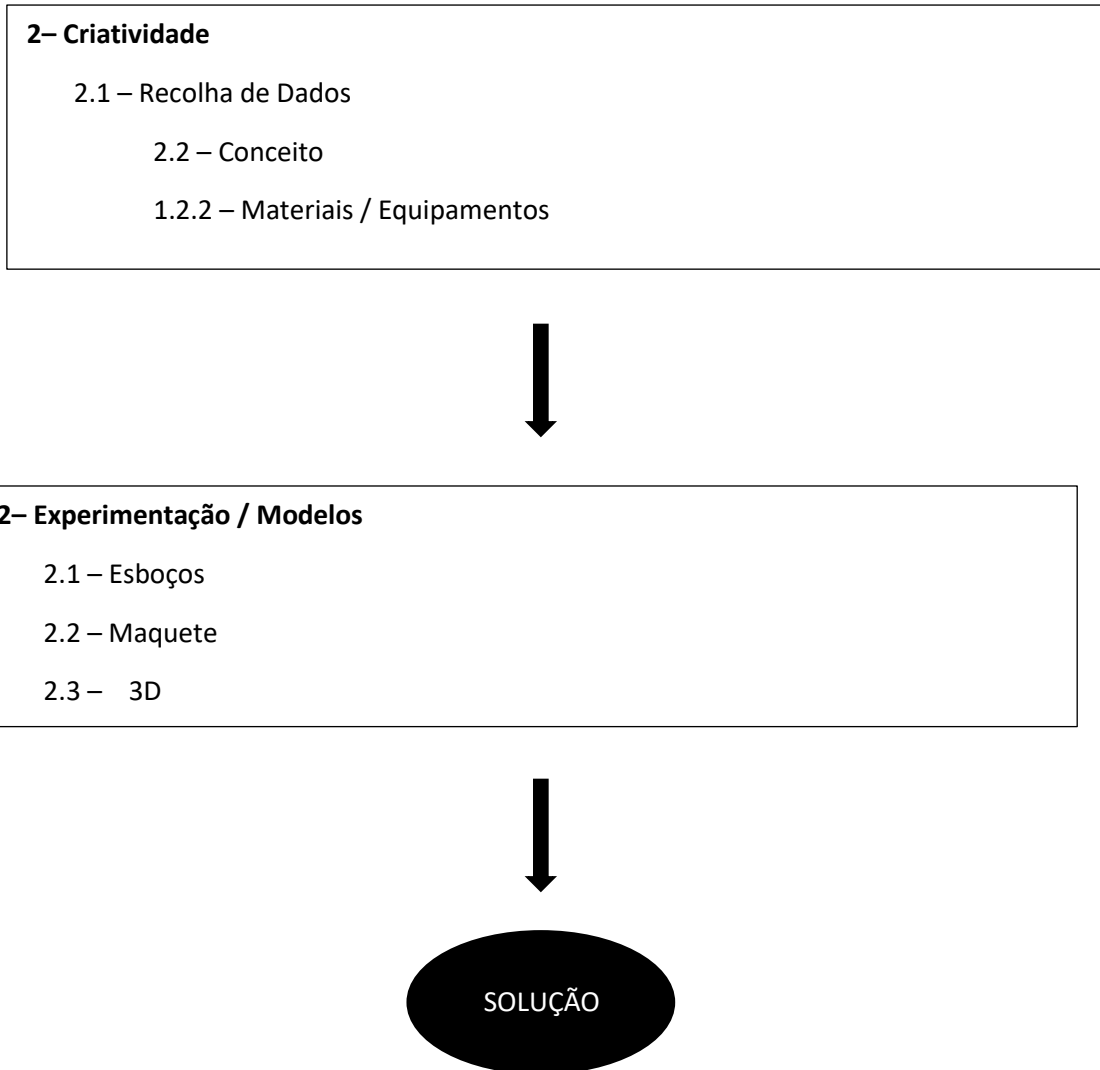 2– Criatividade
2.1 – Recolha de Dados
2.2 – Conceito
1.2.2 – Materiais / Equipamentos
2– Experimentação / Modelos
2.1 – Esboços
2.2 – Maquete
2.3 – 3D
SOLUÇÃO